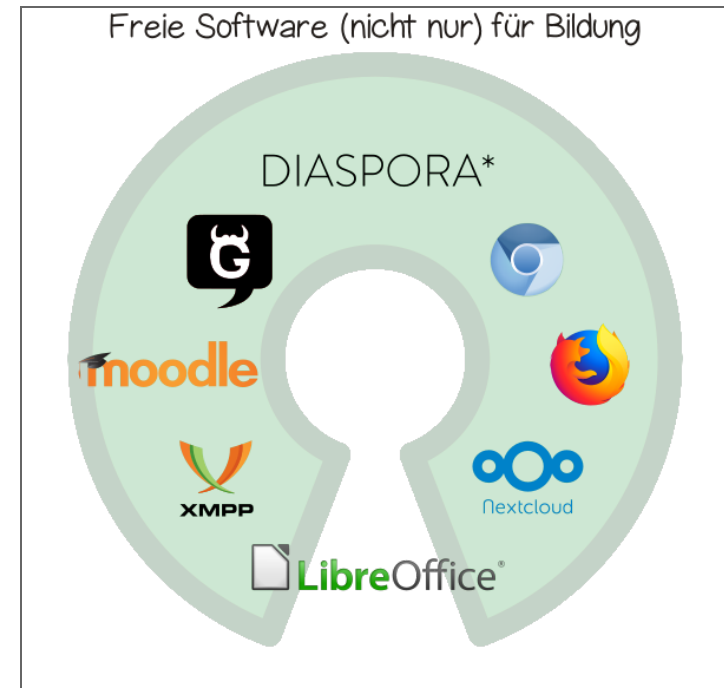 Freie Software (nicht nur) für Bildung
DIASPORA*
G
moodle
XMPP
nextcloud
LibreOffice®